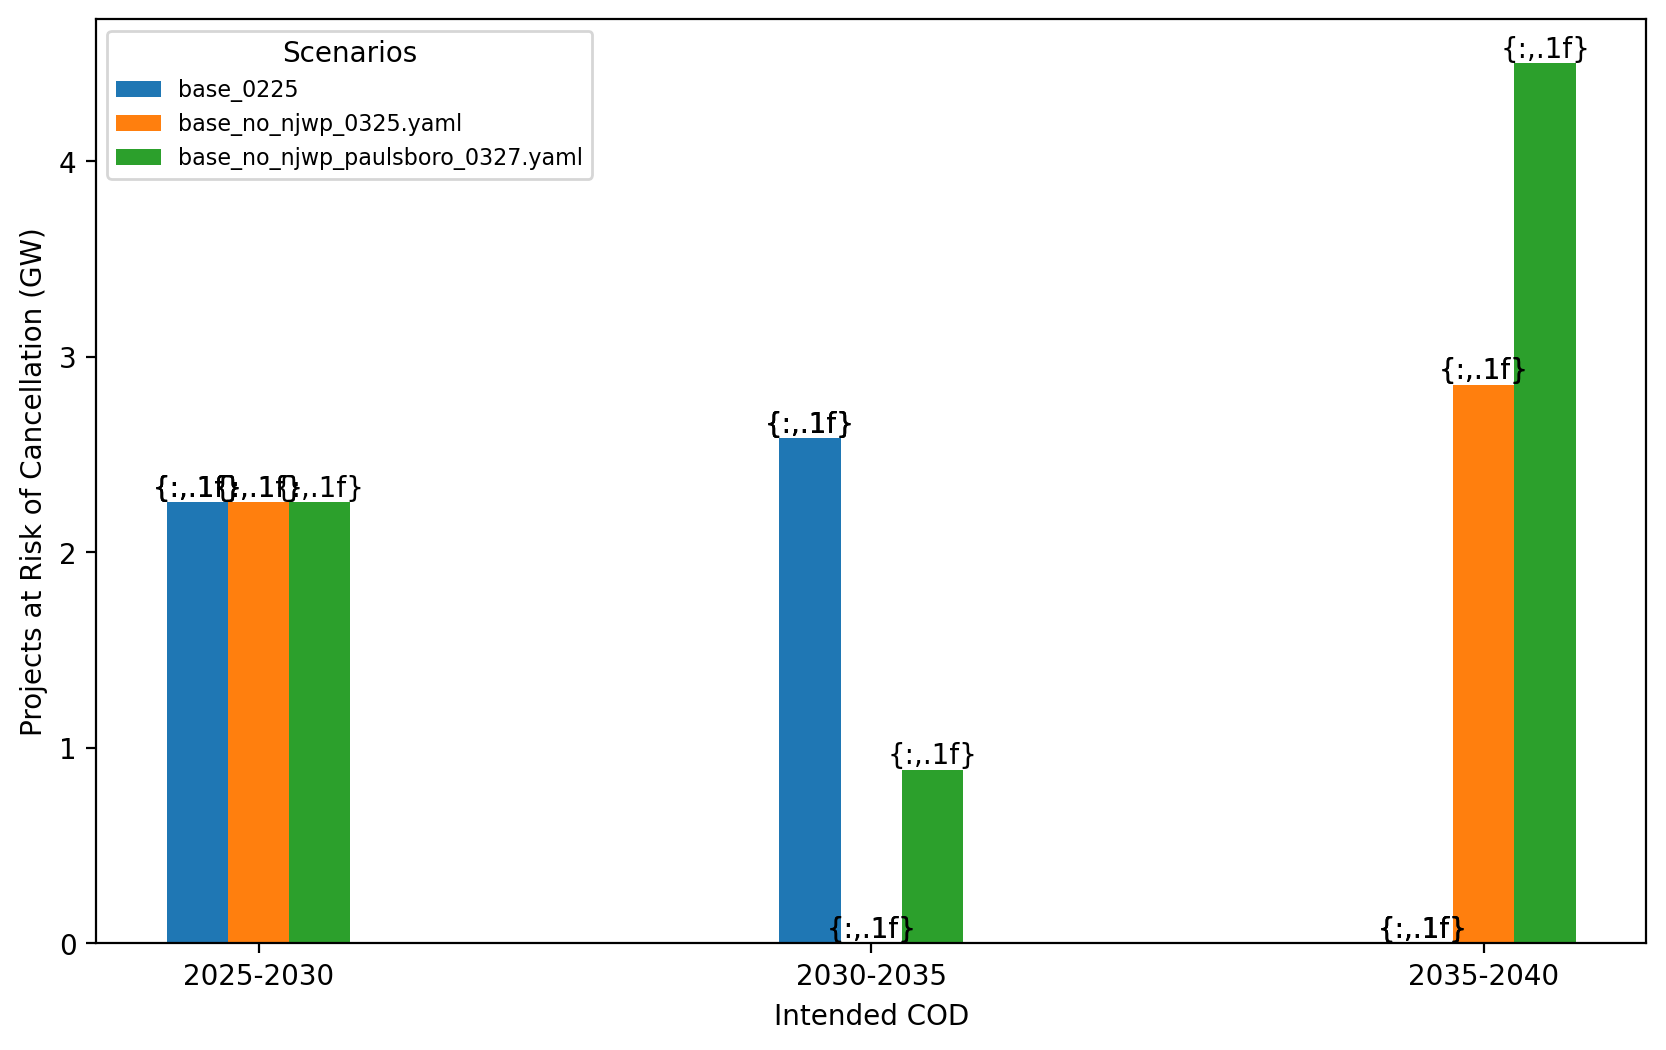 Scenarios
base_0225
base_no_njwp_0325.yaml
base_no_njwp_paulsboro_0327.yaml
{:,.1f}
{:,.1f}
{:,.1f}
{:,.1f}
{:,.1f}
{:,.1f}
{:,.1f}
{:,.1f}
{:,.1f}
4
3
2
1
0
Projects at Risk of Cancellation (GW)
2025-2030
2030-2035
2035-2040
Intended COD